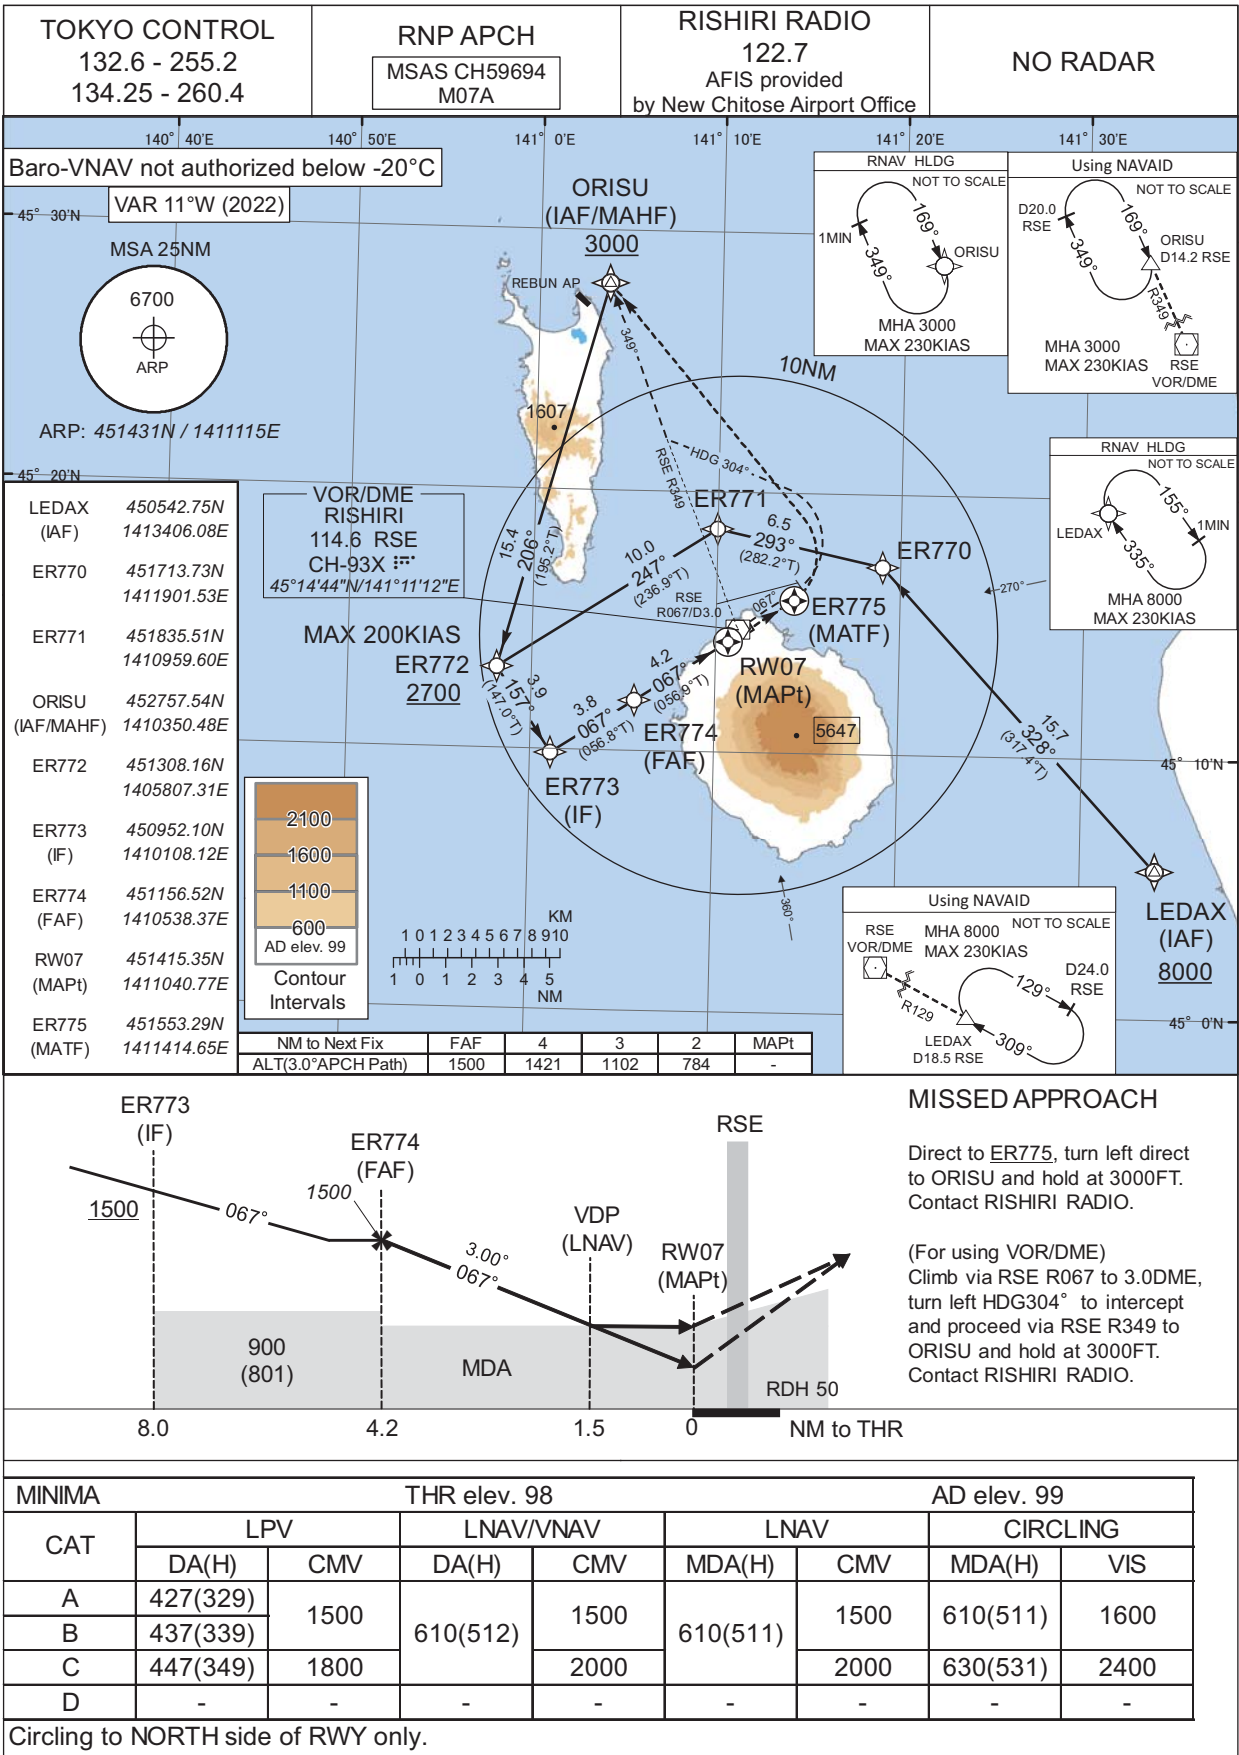 TOKYO CONTROL
132.6 - 255.2
134.25 - 260.4
RNP APCH
MSAS CH59694
M07A
RISHIRI RADIO
122.7
AFIS provided
by New Chitose Airport Office
NO RADAR
140° 40'E
140° 50'E
141° 0'E
141° 10'E
141° 20'E
141° 30'E
Baro-VNAV not authorized below -20°C
45° 30'N
VAR 11°W (2022)
MSA 25NM
6700
ARP
ARP: 451431N / 1411115E
45° 20'N
ORISU
(IAF/MAHF)
3000
REBUN AP
349°
1607
10NM
HDG 304°
RSE R349
RNAV HLDG
NOT TO SCALE
169°
1MIN
349°
ORISU
MHA 3000
MAX 230KIAS
Using NAVAID
NOT TO SCALE
D20.0
RSE
169°
349°
ORISU
D14.2 RSE
R349
MHA 3000
MAX 230KIAS
RSE
VOR/DME
RNAV HLDG
NOT TO SCALE
155°
1MIN
LEDAX
335°
MHA 8000
MAX 230KIAS
LEDAX
(IAF)
450542.75N
1413406.08E
ER770
451713.73N
1411901.53E
ER771
451835.51N
1410959.60E
ORISU
(IAF/MAHF)
452757.54N
1410350.48E
ER772
451308.16N
1405807.31E
ER773
(IF)
450952.10N
1410108.12E
ER774
(FAF)
451156.52N
1410538.37E
RW07
(MAPt)
451415.35N
1411040.77E
ER775
(MATF)
451553.29N
1411414.65E
VOR/DME
RISHIRI
114.6 RSE
CH-93X
45°14'44"N/141°11'12"E
15.4
206°
(195.2°T)
ER771
6.5
293°
(282.2°T)
ER770
10.0
247°
(236.9°T)
RSE
R067/D3.0
067°
270°
ER775
(MATF)
MAX 200KIAS
ER772
2700
3.9
157°
(147.0°T)
4.2
067°
(056.9°T)
3.8
067°
(056.8°T)
RW07
(MAPt)
ER774
(FAF)
5647
ER773
(IF)
15.7
328°
(317.4°T)
45° 10'N
360°
LEDAX
(IAF)
8000
2100
1600
1100
600
AD elev. 99
Contour
Intervals
KM
1 0 1 2 3 4 5 6 7 8 9 10
1 0 1 2 3 4 5
NM
Using NAVAID
NOT TO SCALE
RSE
VOR/DME
MHA 8000
MAX 230KIAS
129°
D24.0
RSE
R129
LEDAX
D18.5 RSE
309°
45° 0'N
NM to Next Fix FAF 4 3 2 MAPt
ALT(3.0°APCH Path) 1500 1421 1102 784 -
ER773
(IF)
1500
067°
ER774
(FAF)
1500
3.00°
067°
VDP
(LNAV)
RW07
(MAPt)
RSE
900
(801)
MDA
RDH 50
8.0 4.2 1.5 0 NM to THR
MISSED APPROACH
Direct to ER775, turn left direct
to ORISU and hold at 3000FT.
Contact RISHIRI RADIO.
(For using VOR/DME)
Climb via RSE R067 to 3.0DME,
turn left HDG304° to intercept
and proceed via RSE R349 to
ORISU and hold at 3000FT.
Contact RISHIRI RADIO.
MINIMA THR elev. 98 AD elev. 99
CAT LPV LNAV/VNAV LNAV CIRCLING
DA(H) CMV DA(H) CMV MDA(H) CMV MDA(H) VIS
A 427(329) 1500 610(512) 1500 610(511) 1500 610(511) 1600
B 437(339)
C 447(349) 1800 2000 2000 630(531) 2400
D - - - - - - - -
Circling to NORTH side of RWY only.